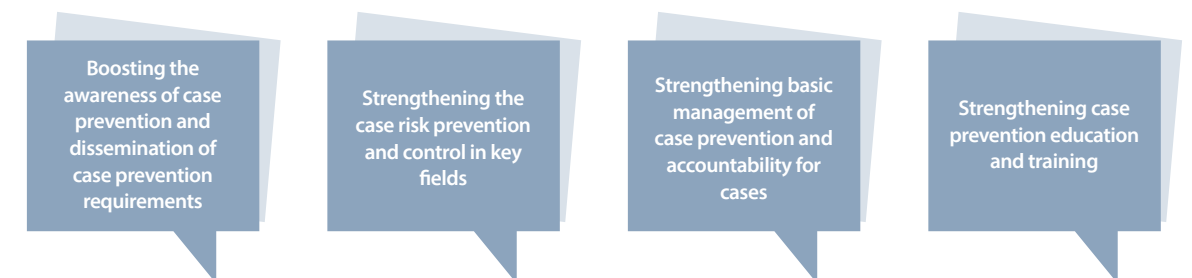 Boosting the
awareness of case
prevention and
dissemination of
case prevention
requirements
Strengthening the
case risk prevention
and control in key
fields
Strengthening basic
management of
case prevention and
accountability for
cases
Strengthening case
prevention education
and training